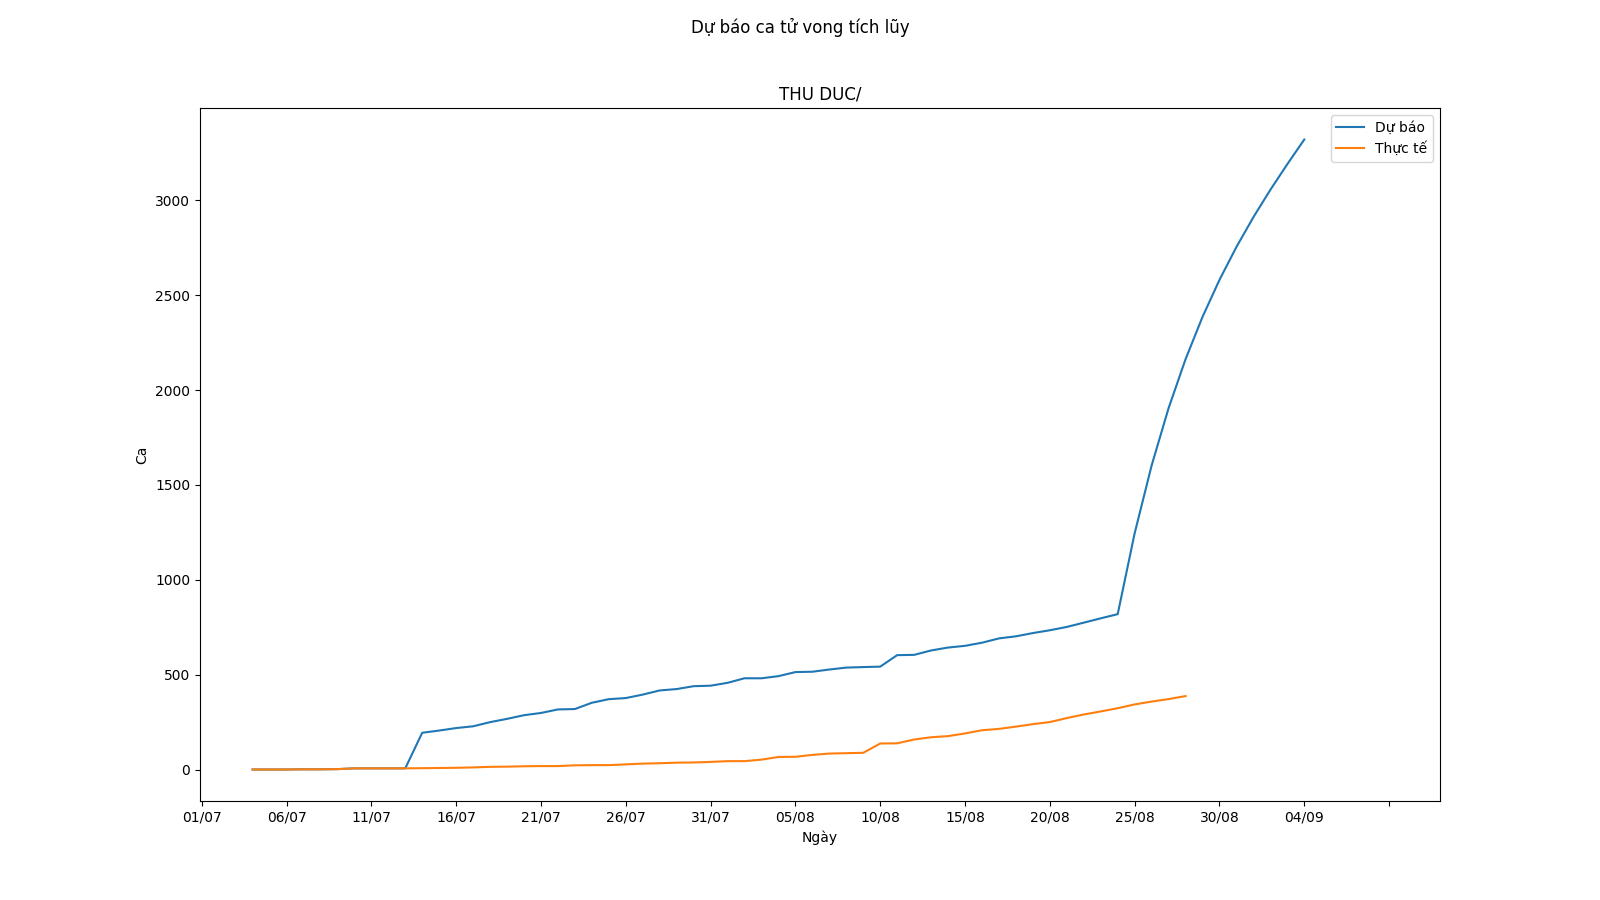 Dự báo ca tử vong tích lũy
THU DUC/
Dự báo
Thực tế
3000
2500
2000
1500
1000
500
0
Ca
01/07 06/07 11/07 16/07 21/07 26/07 31/07 05/08 10/08 15/08 20/08 25/08 30/08 04/09
Ngày